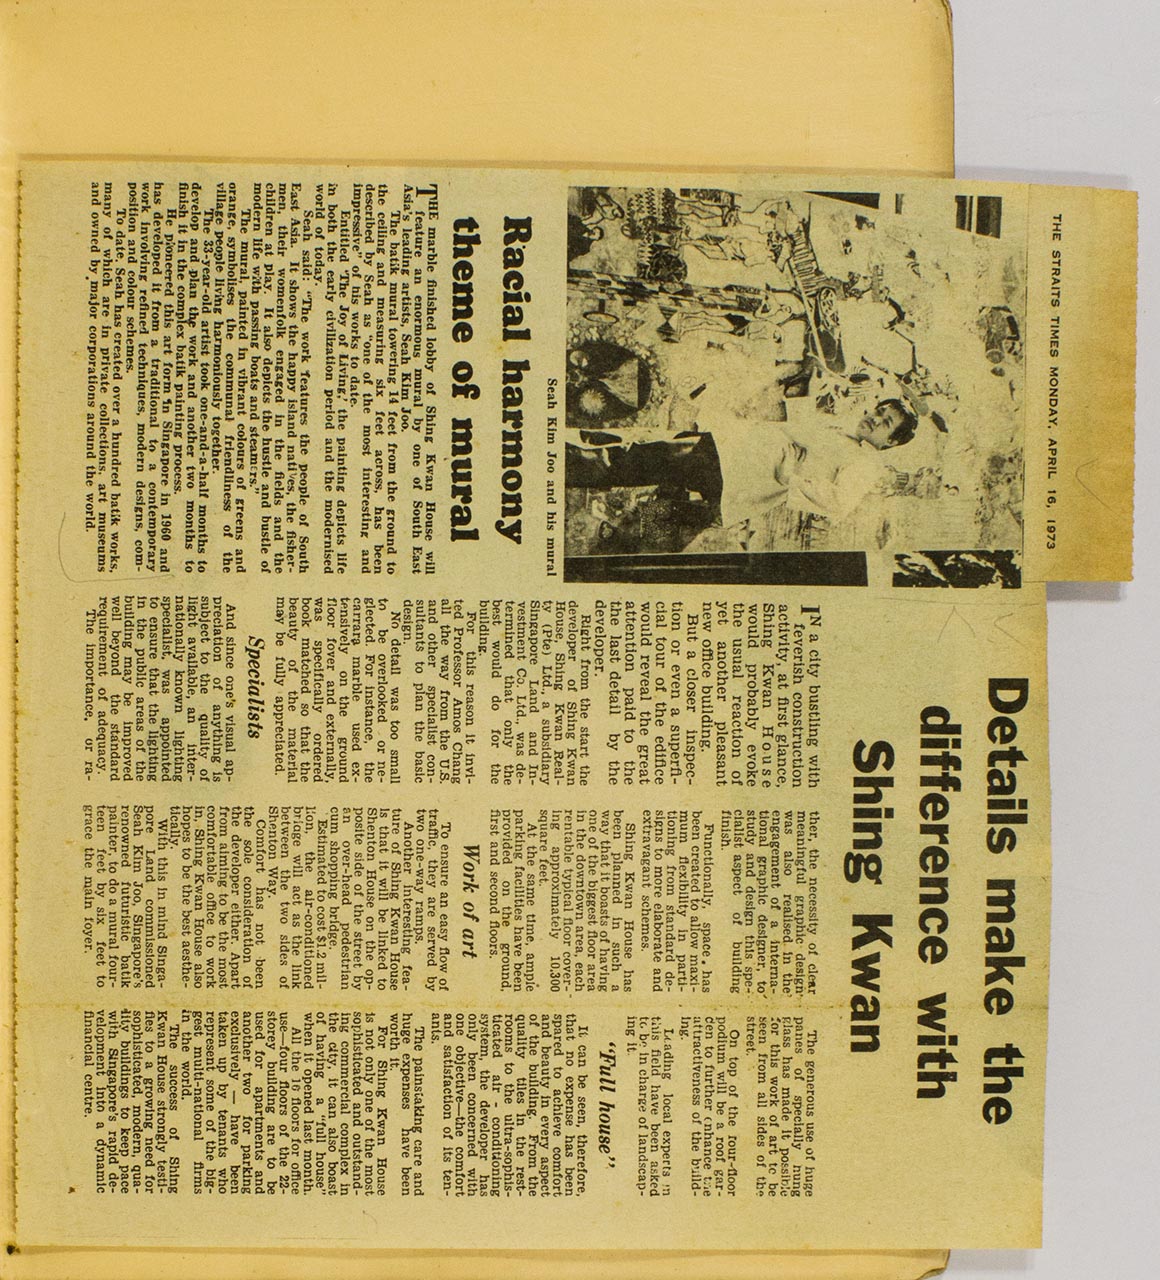 THE STRAITS TIMES MONDAY, APRIL 16, 1973
Details make the
difference with
Shing Kwan
Seah Kim Joo and his mural
Racial harmony
theme of mural
THE marble finished lobby of Shing Kwan House will
feature an enormous mural by one of South East
Asia's leading artists, Seah Kim Joo.
The batik mural towering 14 feet from the ground to
the ceiling and measuring six feet across, has been
described by Seah as "one of the most interesting and
impressive" of his works to date.
Entitled 'The Joy of Living,' the painting depicts life
in both the early civilization period and the modernised
world of today.
Seah said: "The work features the people of South
East Asia. It shows the happy island natives, the fisher-
men, their womenfolk engaged in the fields and the
children at play. It also depicts the hustle and bustle of
modern life with passing boats and steamers."
The mural, painted in vibrant colours of greens and
orange, symbolises the communal friendliness of the
village people living harmoniously together.
The 33-year-old artist took one-and-a-half months to
develop and plan the work and another two months to
finish it in the complex batik painting process.
He pioneered this art form in Singapore in 1960 and
has developed it from a traditional to a contemporary
work involving refined techniques, modern designs, com-
position and colour schemes.
To date, Seah has created over a hundred batik works,
many of which are in private collections, art museums
and owned by major corporations around the world.
IN a city bustling with
feverish construction
activity, at first glance,
Shing Kwan House
would probably evoke
the usual reaction of
yet another pleasant
new office building.
But a closer inspec-
tion or even a superfi-
cial tour of the edifice
would reveal the great
attention paid to the
the last detail by the
developer.
Right from the start the
developer of Shing Kwan
House, Shing Kwan Real-
ty (Pte) Ltd., a subsidiary
Singapore Land and In-
vestment Co. Ltd. was de-
termined that only the
best would do for the
building.
For this reason it invi-
ted Professor Amos Chang
all the way from the U.S.
and other specialist con-
sultants to plan the basic
design.
No detail was too small
to be overlooked or ne-
glected. For instance, the
carrara marble used ex-
tensively on the ground
floor foyer and externally,
was specifically ordered
book matched so that the
beauty of the material
may be fully appreciated.
Specialists
And since one's visual ap-
preciation of anything is
subject to the quality of
light available, an inter-
nationally known lighting
specialist, was appointed
to ensure that the lighting
in the public areas of the
building may be improved
well beyond the standard
requirement of adequacy.
The importance, or ra-
ther the necessity of clear
meaningful graphic design
was also realised in the
engagement of a interna-
tional graphic designer, to
study and design this spe-
cialist aspect of building
finish.
Functionally, space has
been created to allow maxi-
mum flexibility in parti-
tioning from standard de-
signs to more elaborate and
extravagant schemes.
Shing Kwan House has
been planned in such a
way that it boasts of having
one of the biggest floor area
in the downtown area, each
rentable typical floor cover-
ing approximately 10,300
square feet.
At the same time, ample
parking facilities have been
provided on the ground,
first and second floors.
Work of art
To ensure an easy flow of
traffic, they are served by
two one-way ramps.
Another interesting fea-
ture of Shing Kwan House
is that it will be linked to
Shenton House on the op-
posite side of the street by
an over-head pedestrian
cum shopping bridge.
Estimated to cost $1.2 mil-
lion, the air-conditioned
bridge will act as the link
between the two sides of
Shenton Way.
Comfort has not been
the sole consideration of
the developer either. Apart
from aiming to be the most
comfortable office to work
in, Shing Kwan House also
hopes to be the best aesthe-
tically.
With this in mind Singa-
pore Land commissioned
Seah Kim Joo, Singapore's
renowned futuristic batik
painter, to do a mural four-
teen feet by six feet to
grace the main foyer.
The generous use of huge
panes of specially hung
glass has made it possible
for this work of art to be
seen from all sides of the
street.
On top of the four-floor
podium will be a roof gar-
den to further enhance the
attractiveness of the build-
ing.
Leading local experts in
this field have been asked
to be in charge of landscap-
ing it.
"Full house"
It can be seen, therefore,
that no expense has been
spared to achieve comfort
and beauty in every aspect
of the building. From the
quality tiles in the rest-
rooms to the ultra-sophis-
ticated air-conditioning
system, the developer has
only been concerned with
one objective—the comfort
and satisfaction of its ten-
ants.
The painstaking care and
huge expenses have been
worth it.
For Shing Kwan House
is not only one of the most
sophisticated and outstand-
ing commercial complex in
the city, it can also boast
of having a "full house"
when it opened last month.
All the 16 floors for office
use—four floors of the 22-
storey building are to be
used for apartments and
another two for parking
exclusively — have been
taken up by tenants who
represent some of the big-
gest multi-national firms
in the world.
The success of Shing
Kwan House strongly testi-
fies to a growing need for
sophisticated, modern, qua-
lity buildings to keep pace
with Singapore's rapid de-
velopment into a dynamic
financial centre.